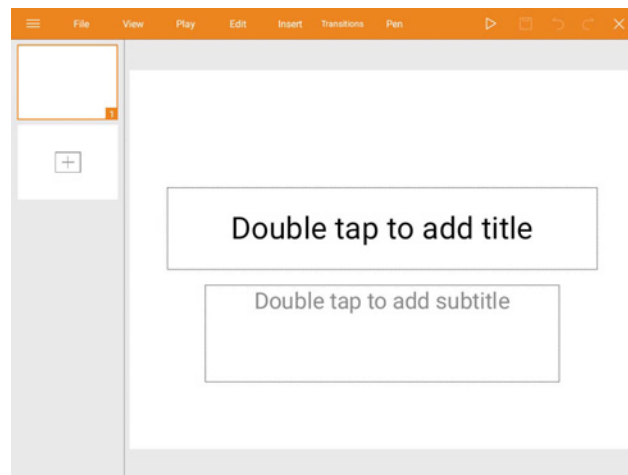 File View Play Edit Insert Transitions Pen
1
Double tap to add title
Double tap to add subtitle